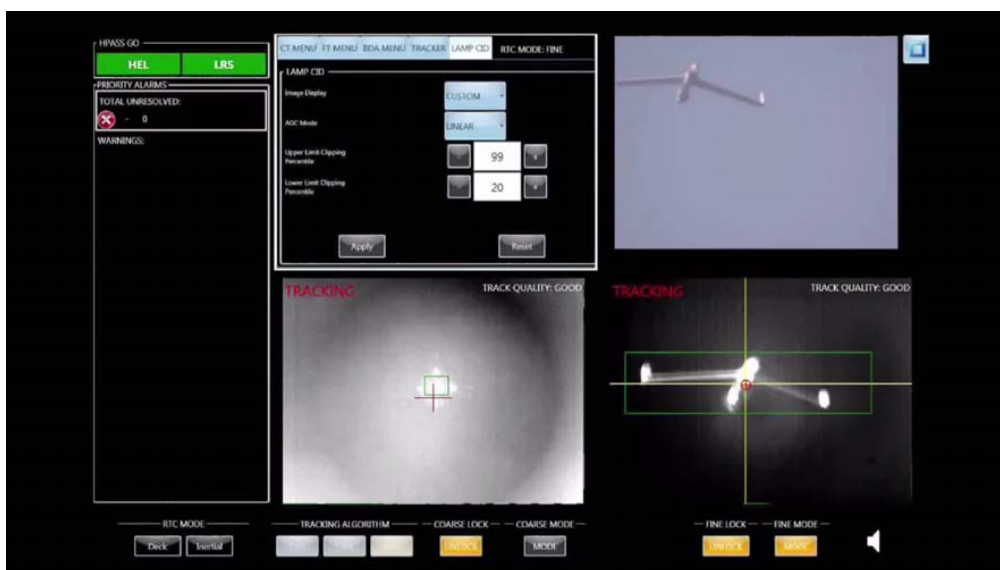 HPASS GO
HEL LRS
PRIORITY ALARMS
TOTAL UNRESOLVED:
- 0
WARNINGS:
CT MENU FT MENU BDA MENU TRACKER LAMP CID RTC MODE: FINE
LAMP CID
Image Display CUSTOM
AGC Mode LINEAR
Upper Limit Clipping
Percentile
99
Lower Limit Clipping
Percentile
20
Apply Reset
TRACKING TRACK QUALITY: GOOD
TRACKING TRACK QUALITY: GOOD
RTC MODE
Deck Inertial
TRACKING ALGORITHM
COARSE LOCK
UNLOCK
COARSE MODE
MODE
FINE LOCK
UNLOCK
FINE MODE
MODE